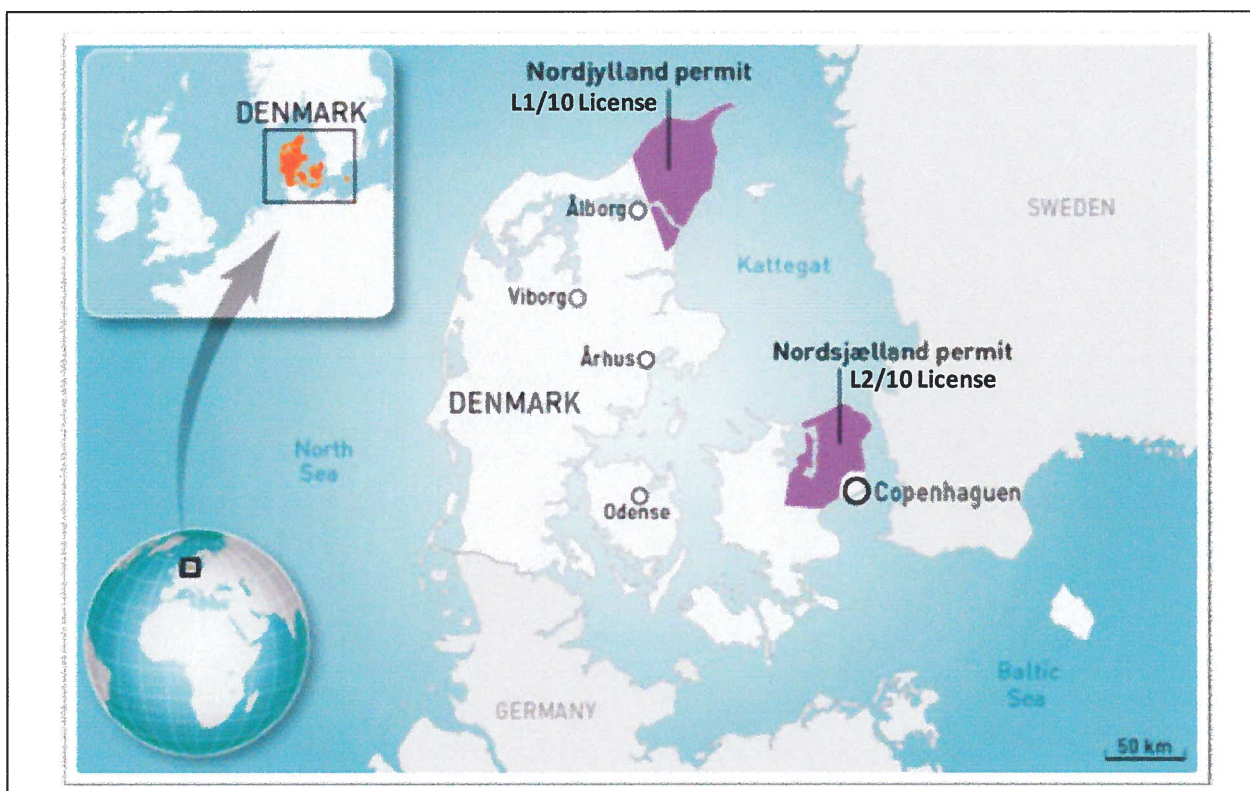 DENMARK
Nordjylland permit
L1/10 License
Ålborg
SWEDEN
Kattegat
Viborg
Århus
Nordsjælland permit
L2/10 License
DENMARK
North
Sea
Odense
Copenhaguen
GERMANY
Baltic
Sea
50 km